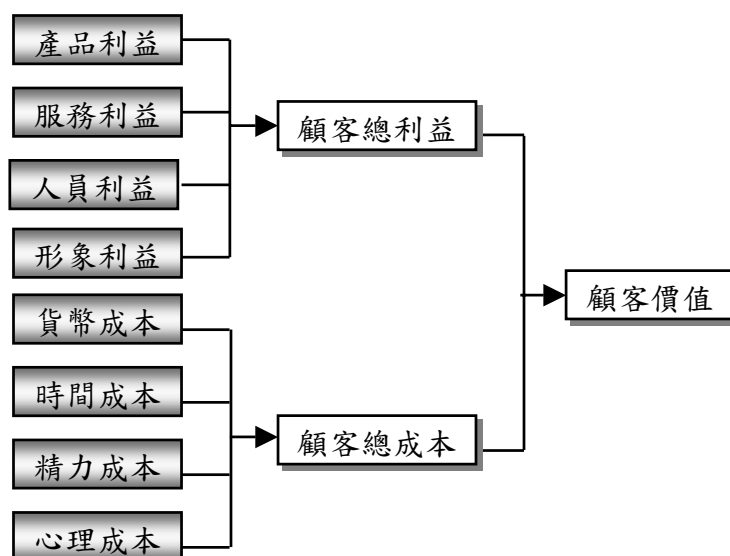 產品利益
服務利益
人員利益
形象利益
貨幣成本
時間成本
精力成本
心理成本
顧客總利益
顧客總成本
顧客價值